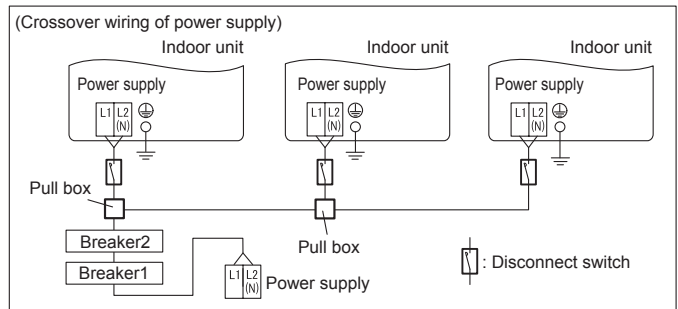 (Crossover wiring of power supply)
Indoor unit
Indoor unit
Indoor unit
Power supply
Power supply
Power supply
L1 L2
(N)
L1 L2
(N)
L1 L2
(N)
Pull box
Pull box
Breaker2
Breaker1
L1 L2
(N)
Power supply
: Disconnect switch